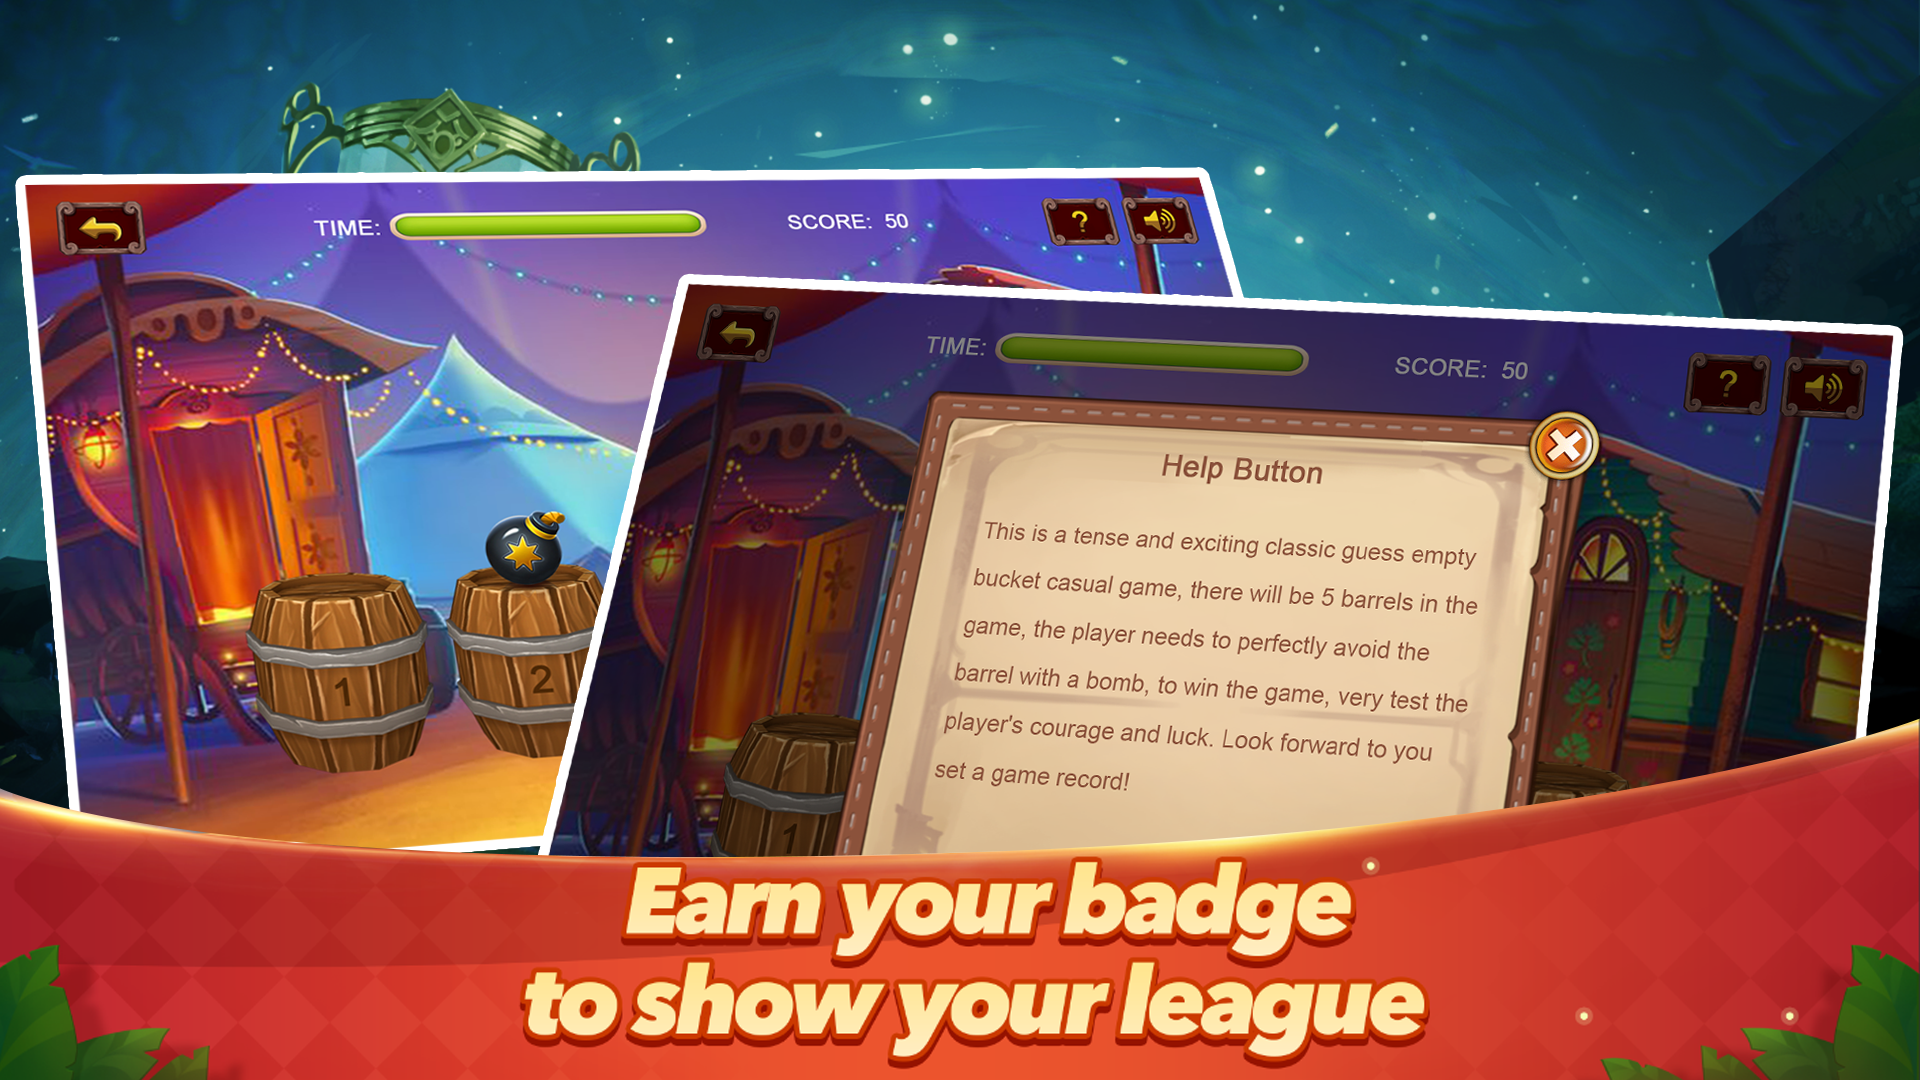 TIME:
SCORE: 50
?
1
2
TIME:
SCORE: 50
?
Help Button
This is a tense and exciting classic guess empty
bucket casual game, there will be 5 barrels in the
game, the player needs to perfectly avoid the
barrel with a bomb, to win the game, very test the
player's courage and luck. Look forward to you
set a game record!
1
Earn your badge
to show your league